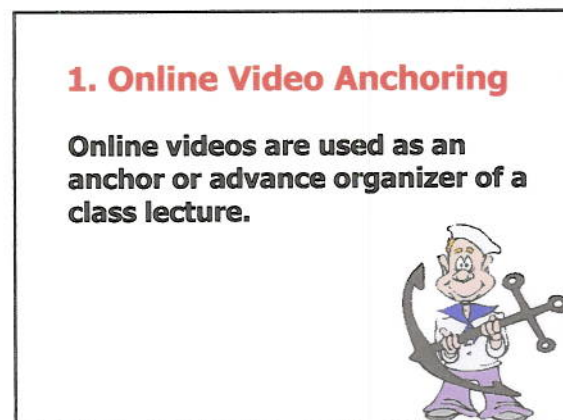 1. Online Video Anchoring
Online videos are used as an
anchor or advance organizer of a
class lecture.